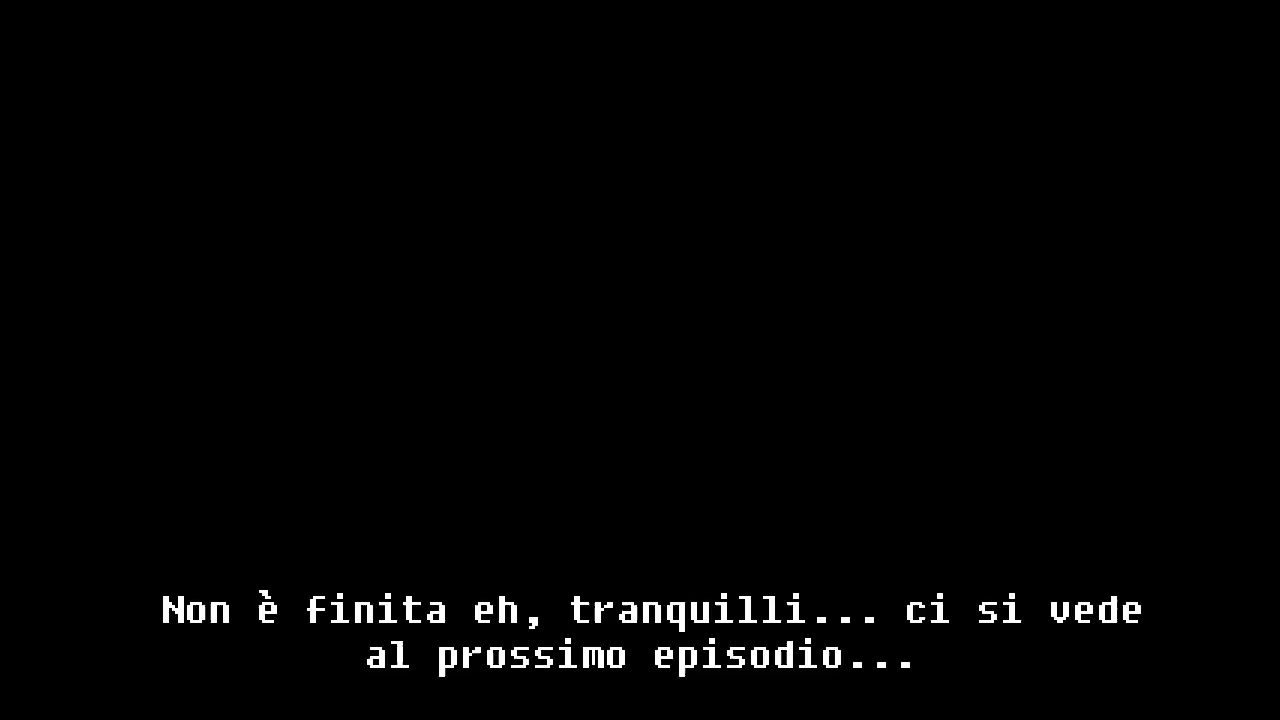 Non è finita eh, tranquilli... ci si vede
al prossimo episodio...